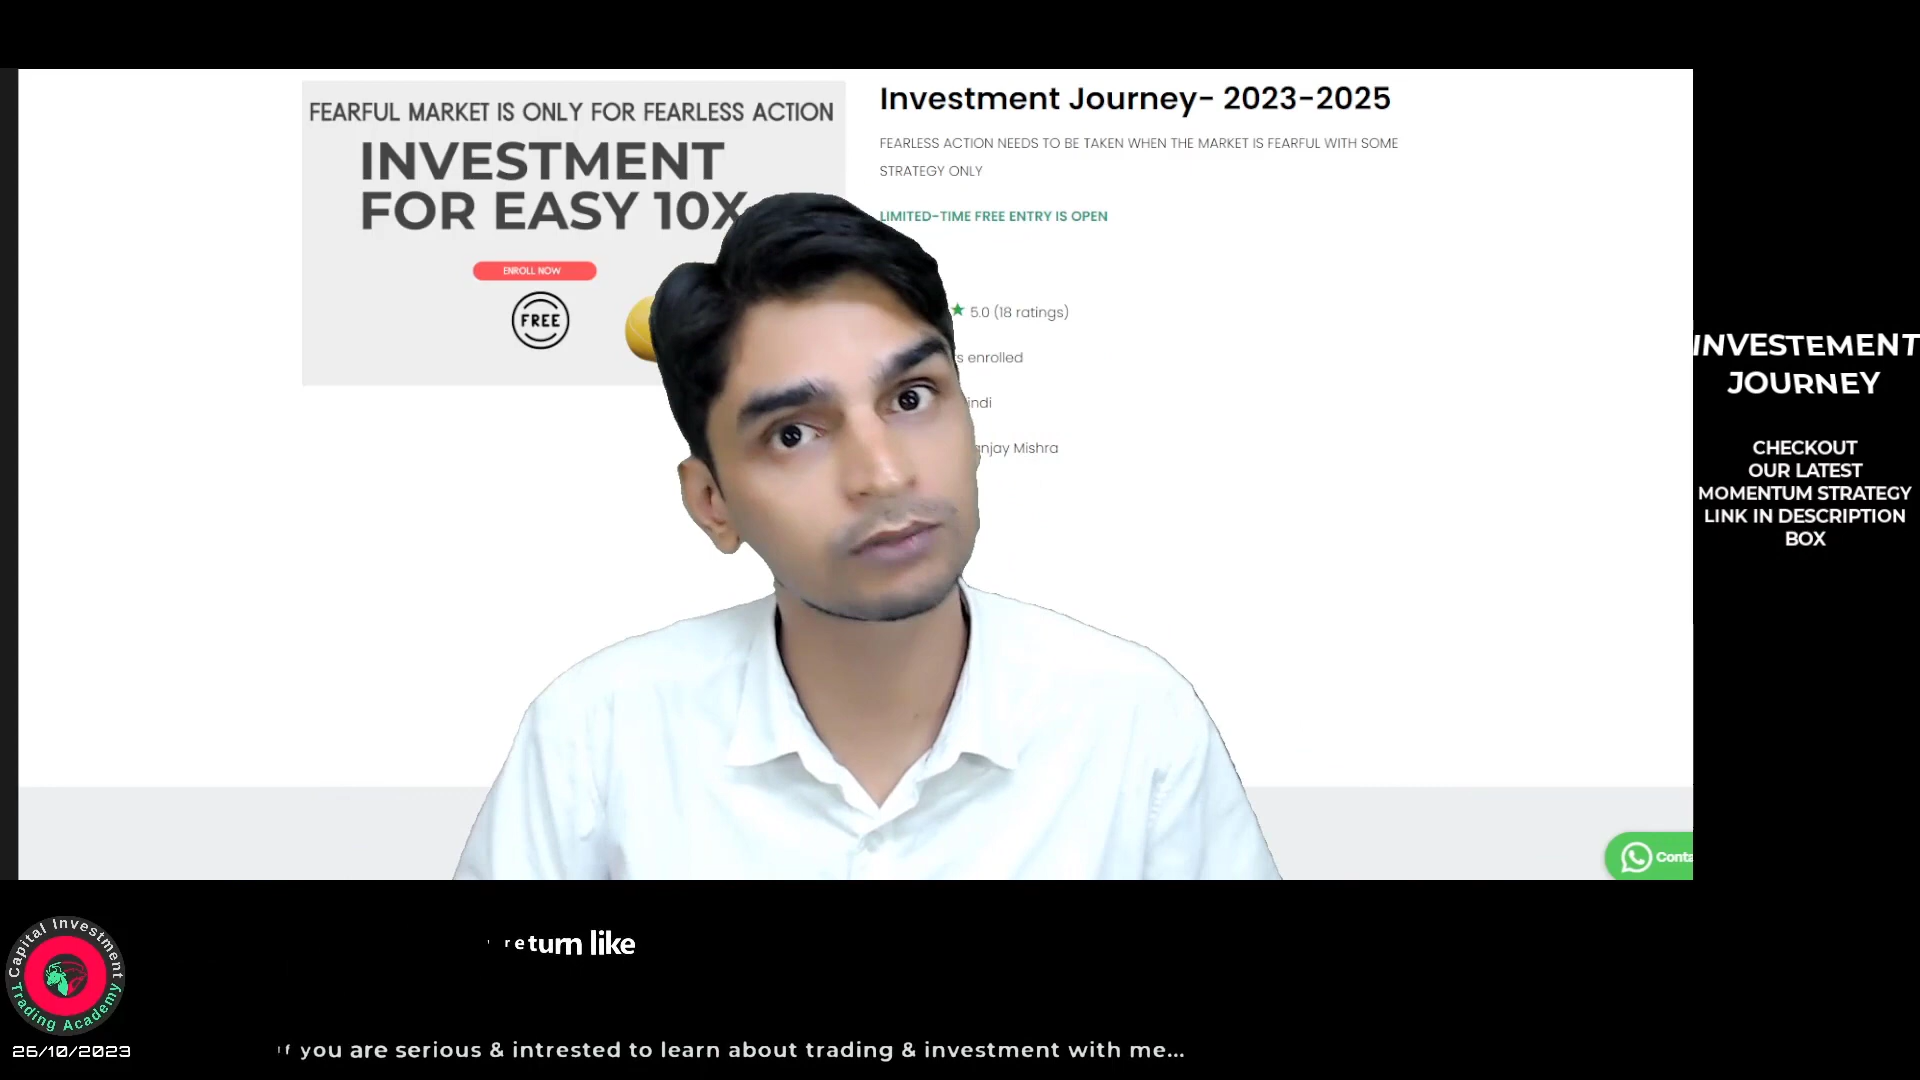 FEARFUL MARKET IS ONLY FOR FEARLESS ACTION
INVESTMENT
FOR EASY 10X
ENROLL NOW
FREE
Investment Journey- 2023-2025
FEARLESS ACTION NEEDS TO BE TAKEN WHEN THE MARKET IS FEARFUL WITH SOME
STRATEGY ONLY
LIMITED-TIME FREE ENTRY IS OPEN
5.0 (18 ratings)
enrolled
Mishra
INVESTEMENT
JOURNEY
CHECKOUT
OUR LATEST
MOMENTUM STRATEGY
LINK IN DESCRIPTION
BOX
return like
Capital Investment
Trading Academy
26/10/2023
If you are serious & intrested to learn about trading & investment with me...